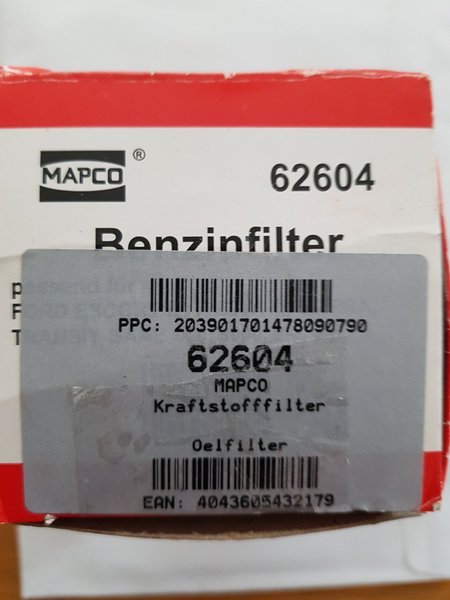 MAPCO ® 62604
Benzinfilter
PPC: 203901701478090790
62604
MAPCO
Kraftstofffilter
Oelfilter
EAN: 4043605432179